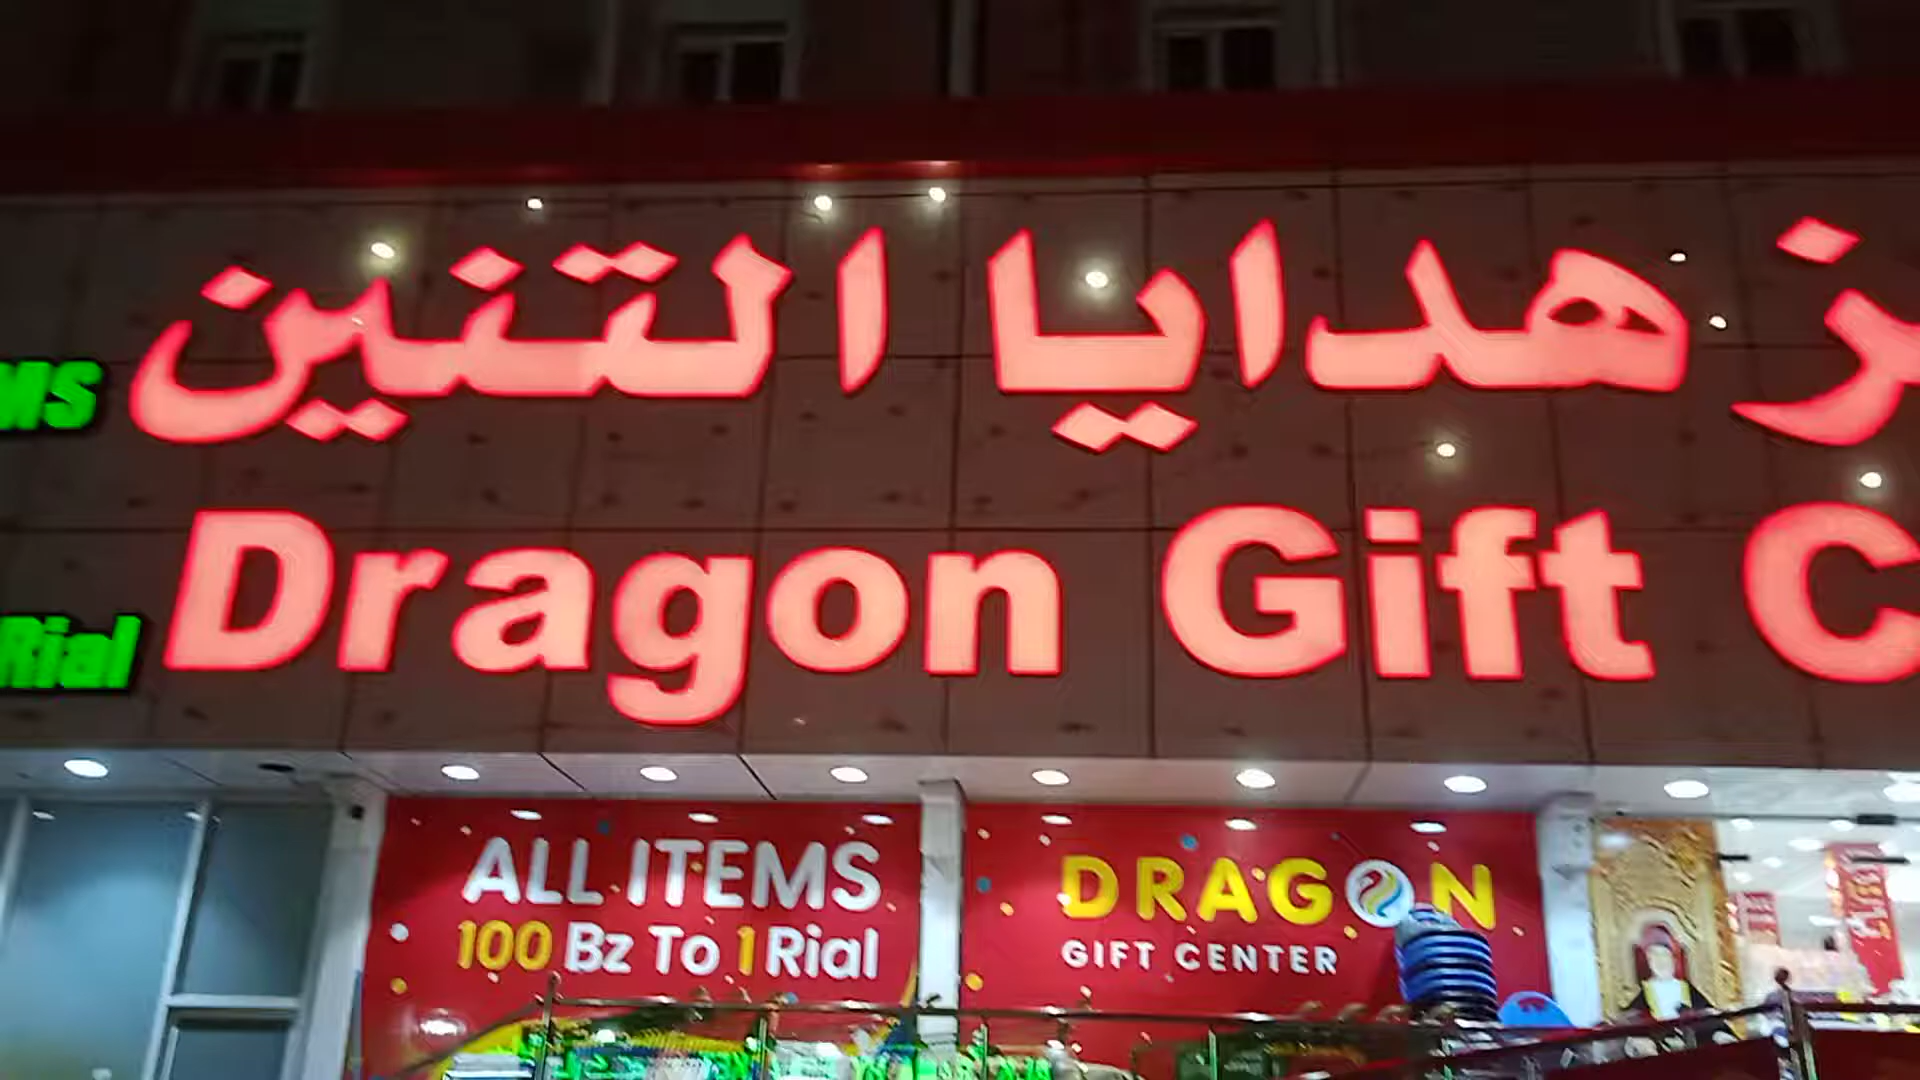 هدايا التنين
Dragon Gift C
MS
Rial
ALL ITEMS
100 Bz To 1 Rial
DRAGON
GIFT CENTER